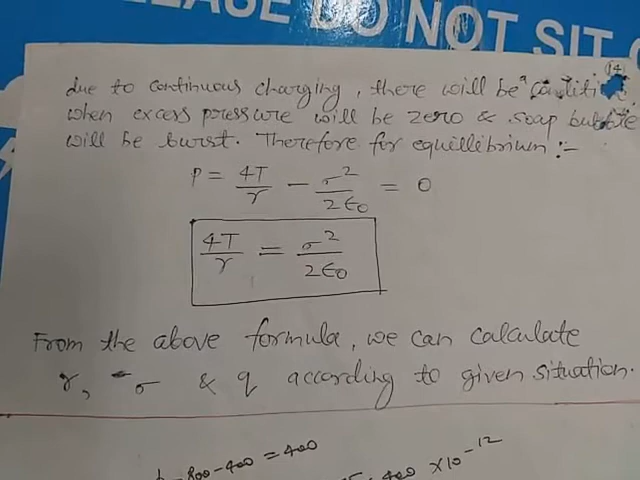 EASE DO NOT SIT
14
due to continuous charging, there will be a condition
when excess pressure will be zero & soap bubble
will be burst. Therefore for equillibrium :-
P = 4T/r - σ²/2ϵ0 = 0
4T/r = σ²/2ϵ0
From the above formula, we can calculate
r, σ & q according to given situation.
800-400 = 400
400 × 10⁻¹²